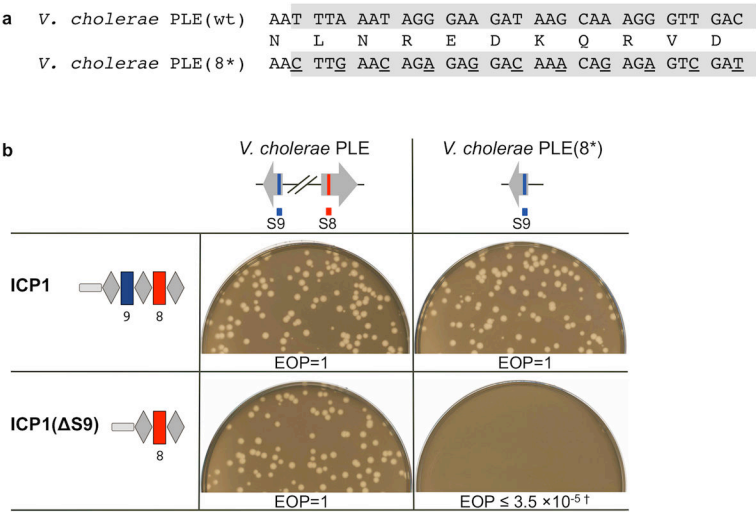 a V. cholerae PLE(wt) AAT TTA AAT AGG GAA GAT AAG CAA AGG GTT GAC
N L N R E D K Q R V D
V. cholerae PLE(8*) AAC TTG AAC AGA GAG GAC AAA CAG AGA GTC GAT
b V. cholerae PLE V. cholerae PLE(8*)
S9 S8 S9
ICP1
9 8
EOP=1 EOP=1
ICP1(ΔS9)
8
EOP=1 EOP ≤ 3.5 ×10⁻⁵ †